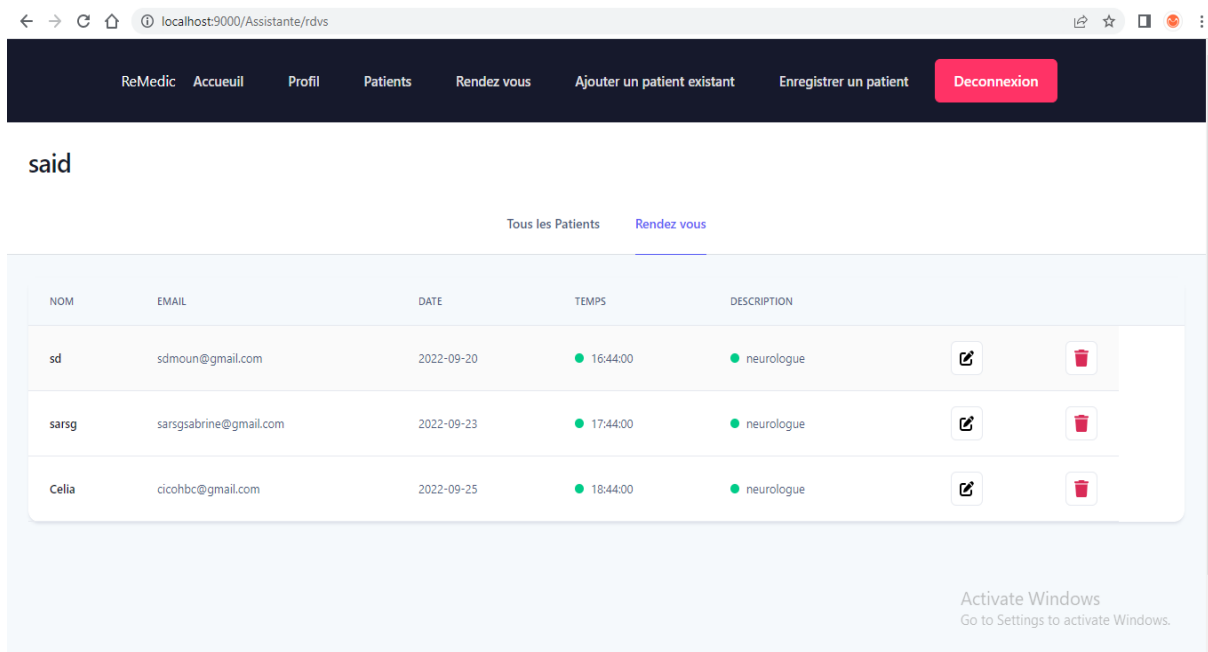 localhost:9000/Assistante/rdvs
ReMedic Accueuil Profil Patients Rendez vous Ajouter un patient existant Enregistrer un patient Deconnexion
said
Tous les Patients Rendez vous
NOM EMAIL DATE TEMPS DESCRIPTION
sd sdmoun@gmail.com 2022-09-20 16:44:00 neurologue
sarsg sarsgsabrine@gmail.com 2022-09-23 17:44:00 neurologue
Celia cicohbc@gmail.com 2022-09-25 18:44:00 neurologue
Activate Windows
Go to Settings to activate Windows.